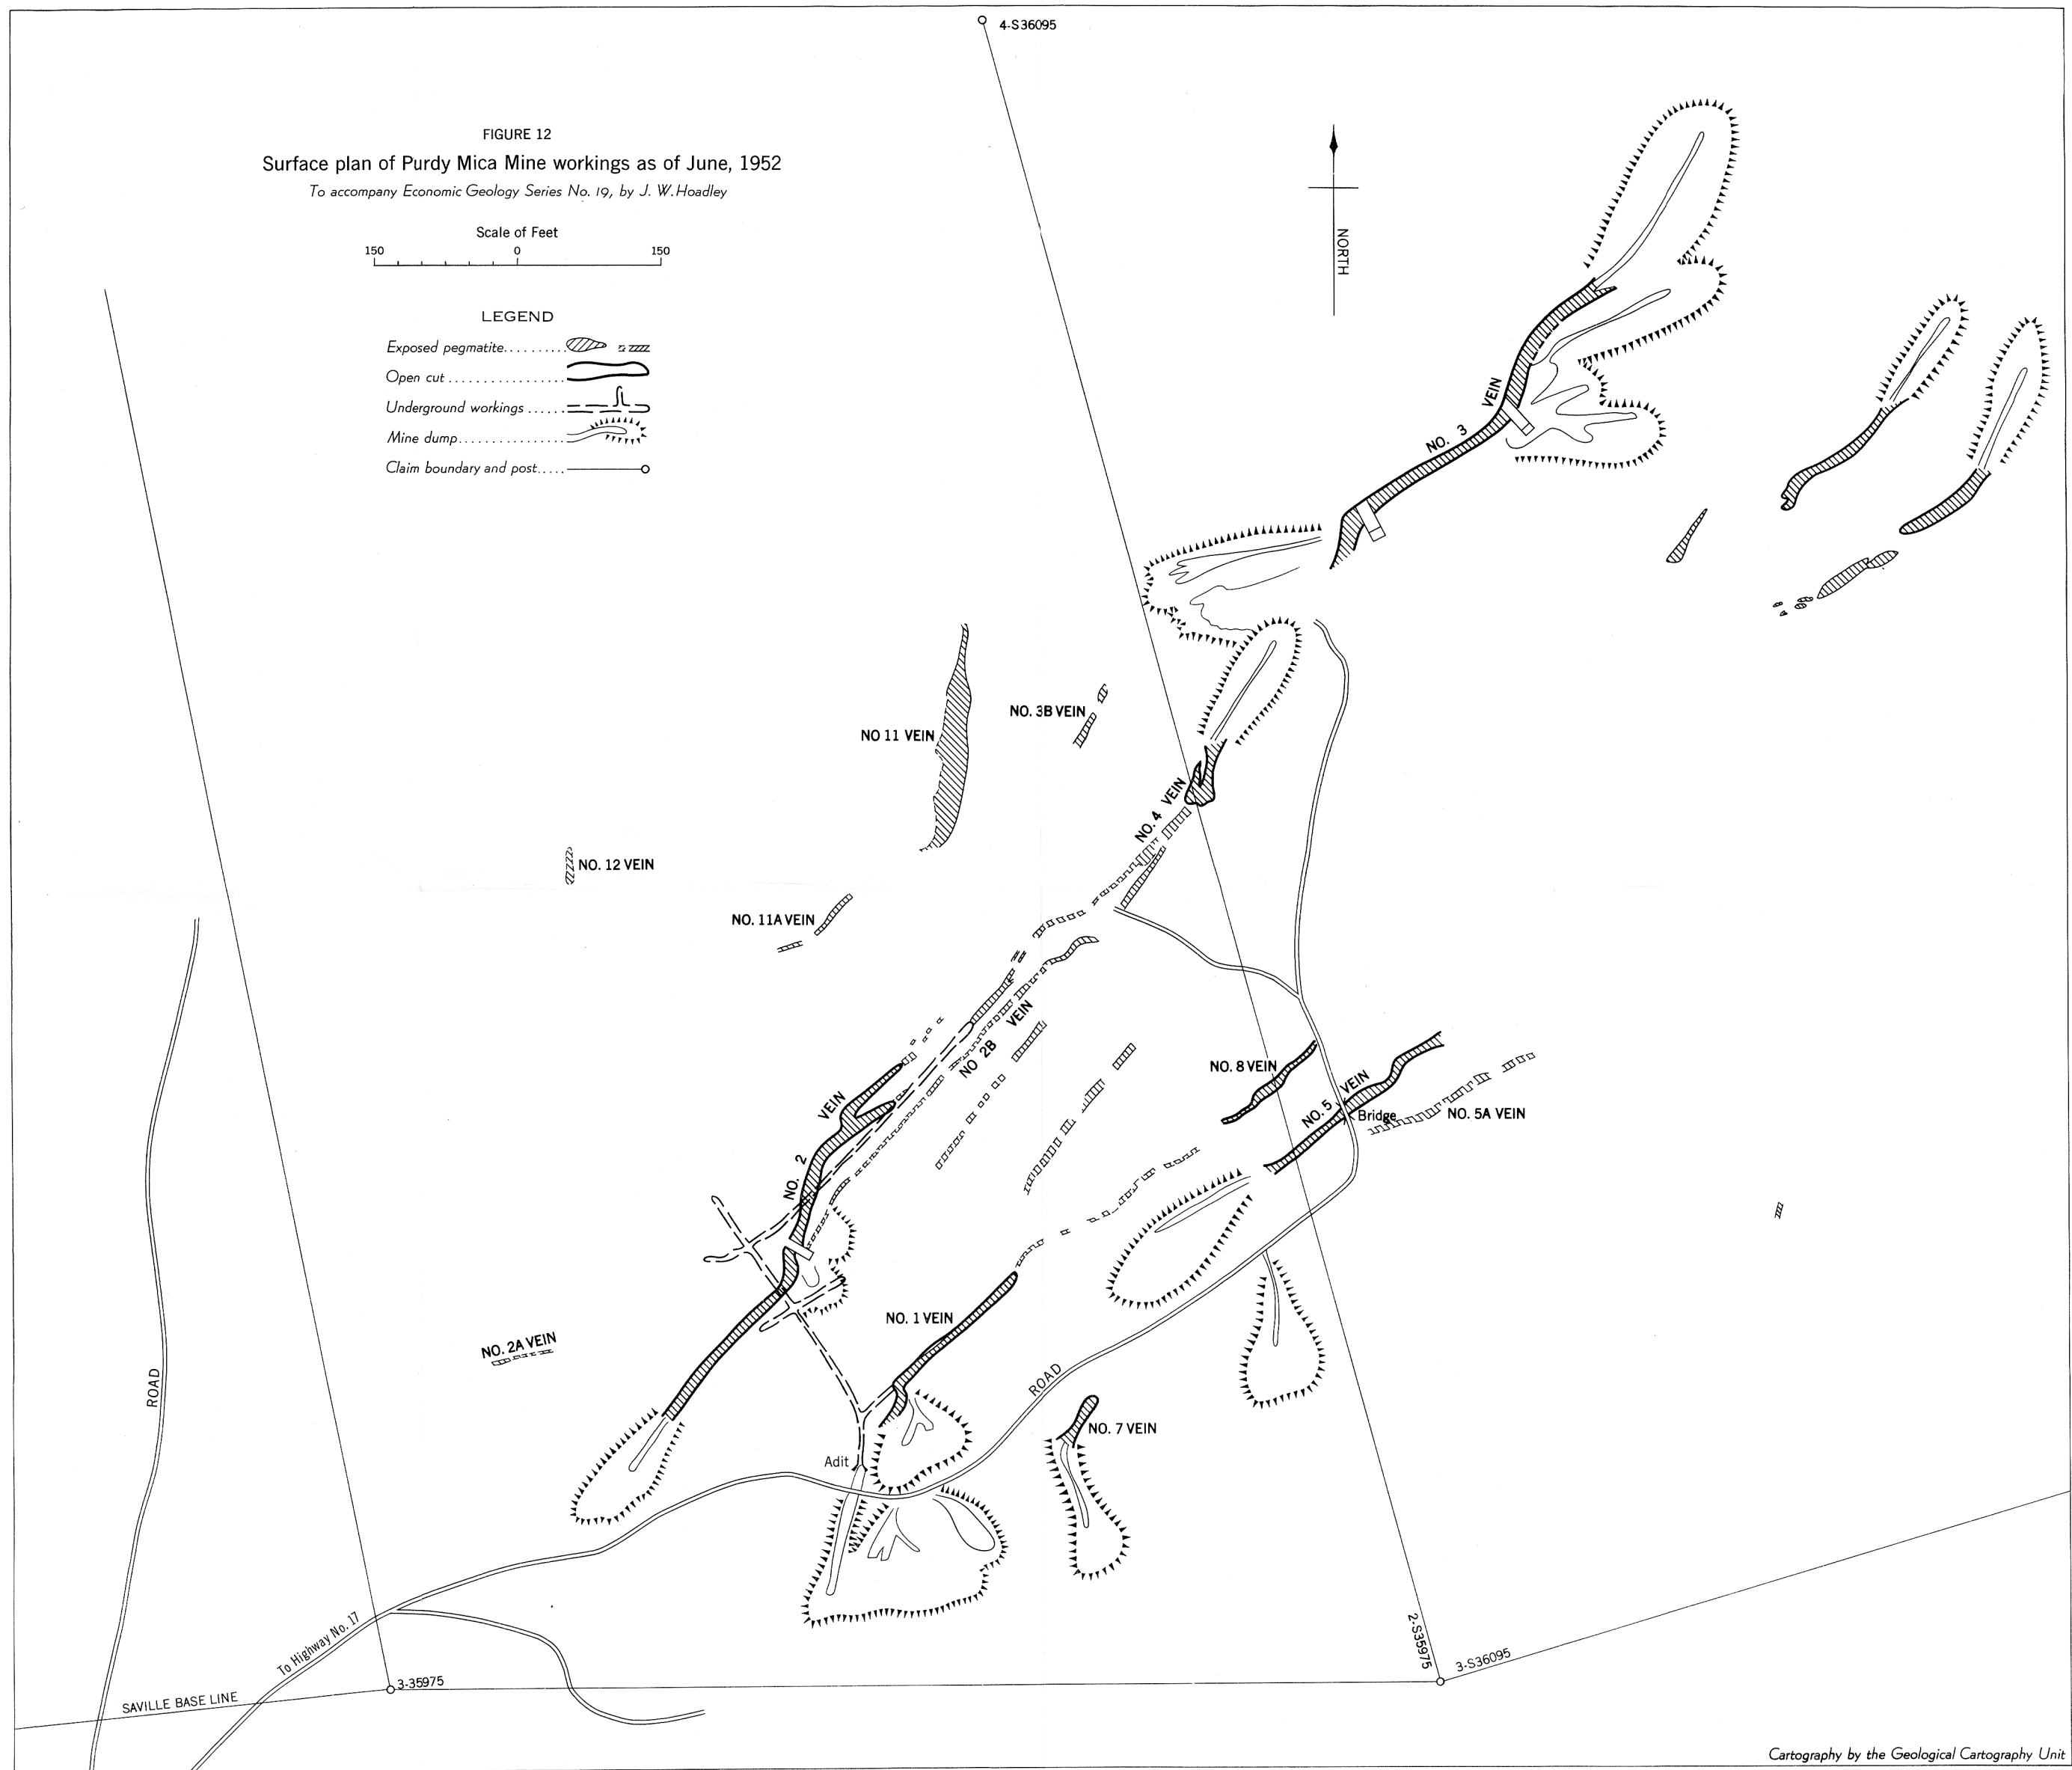 4-S36095
FIGURE 12
Surface plan of Purdy Mica Mine workings as of June, 1952
To accompany Economic Geology Series No. 19, by J. W. Hoadley
Scale of Feet
150 0 150
LEGEND
Exposed pegmatite..........
Open cut .................
Underground workings ......
Mine dump................
Claim boundary and post.....
NORTH
NO. 3 VEIN
NO 11 VEIN
NO. 3B VEIN
NO. 4 VEIN
NO. 12 VEIN
NO. 11A VEIN
NO 2B VEIN
NO. 2 VEIN
NO. 8 VEIN
NO. 5 VEIN
Bridge
NO. 5A VEIN
NO. 1 VEIN
NO. 2A VEIN
ROAD
ROAD
NO. 7 VEIN
Adit
To Highway No. 17
3-35975
SAVILLE BASE LINE
2-S35975
3-S36095
Cartography by the Geological Cartography Unit